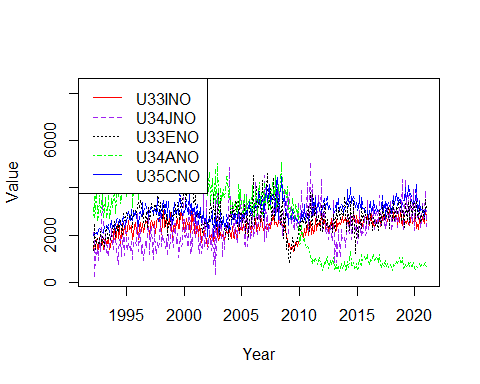 U33INO
U34JNO
U33ENO
U34ANO
U35CNO
Value
0
2000
6000
1995
2000
2005
2010
2015
2020
Year